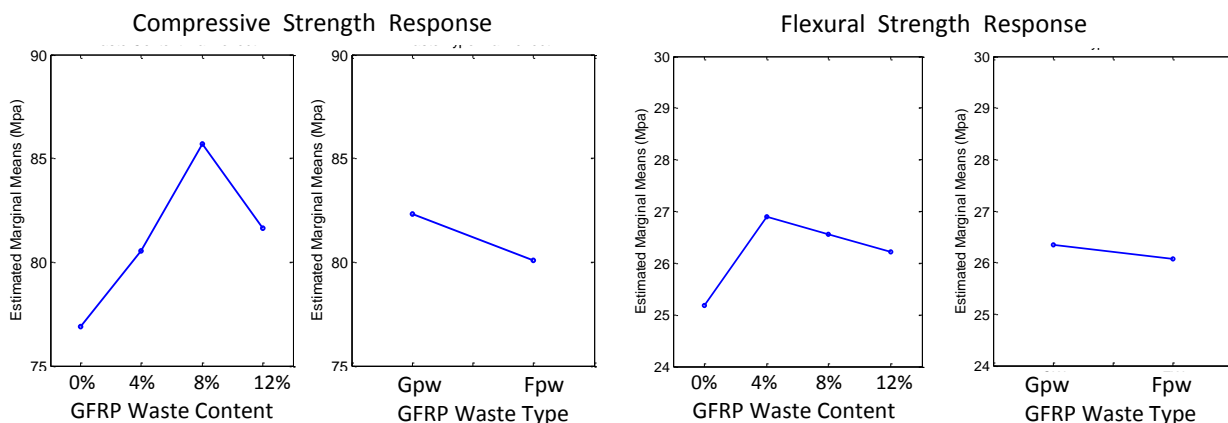 Compressive Strength Response
Flexural Strength Response
Estimated Marginal Means (Mpa)
90
85
80
75
0% 4% 8% 12%
GFRP Waste Content
Estimated Marginal Means (Mpa)
90
85
80
75
Gpw Fpw
GFRP Waste Type
Estimated Marginal Means (Mpa)
30
29
28
27
26
25
24
0% 4% 8% 12%
GFRP Waste Content
Estimated Marginal Means (Mpa)
30
29
28
27
26
25
24
Gpw Fpw
GFRP Waste Type